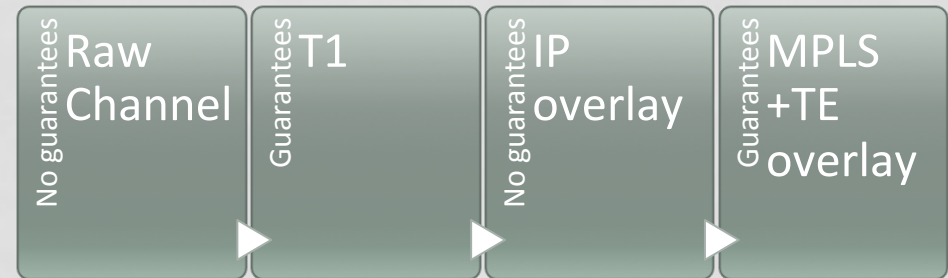 No guarantees
Raw
Channel
Guarantees
T1
No guarantees
IP
overlay
Guarantees
MPLS
+TE
overlay